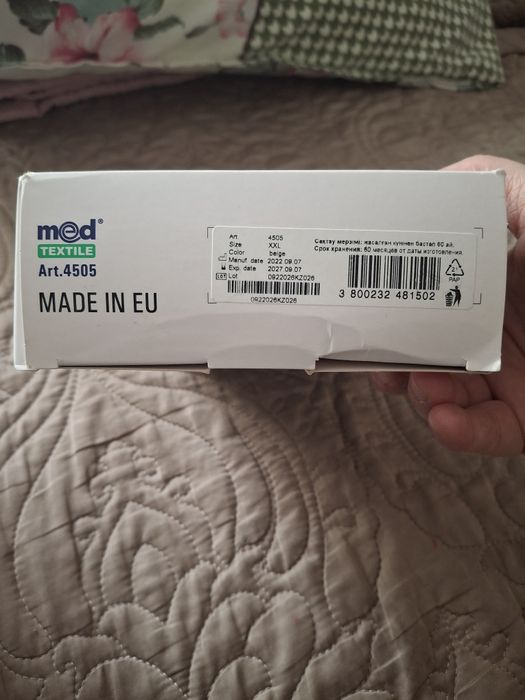 med®
TEXTILE
Art.4505
MADE IN EU
Art 4505
Size XXL
Color beige
Manuf. date 2022.09.07
Exp. date 2027.09.07
LOT Lot
0922026KZ026
Сақтау мерзімі: жасалған күннен бастап 60 ай.
Срок хранения: 60 месяцев от даты изготовления.
3 800232 481502
PAP